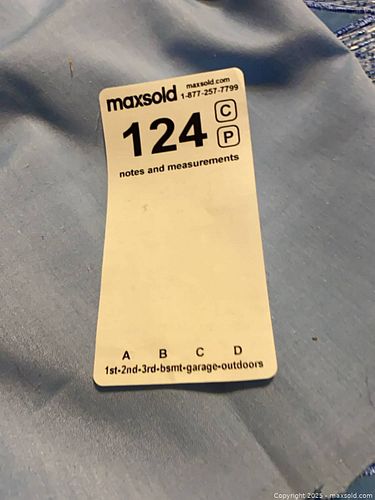 maxsold maxsold.com
1-877-257-7799
124 C
P
notes and measurements
A B C D
1st-2nd-3rd-bsmt-garage-outdoors
Copyright 2025 - maxsold.com